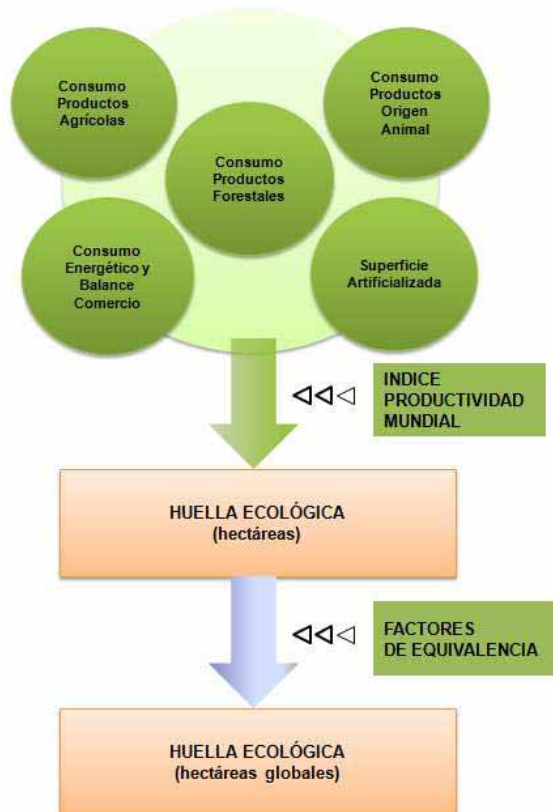 Consumo
Productos
Agrícolas
Consumo
Productos
Origen
Animal
Consumo
Productos
Forestales
Consumo
Energético y
Balance
Comercio
Superficie
Artificializada
INDICE
PRODUCTIVIDAD
MUNDIAL
HUELLA ECOLÓGICA
(hectáreas)
FACTORES
DE EQUIVALENCIA
HUELLA ECOLÓGICA
(hectáreas globales)